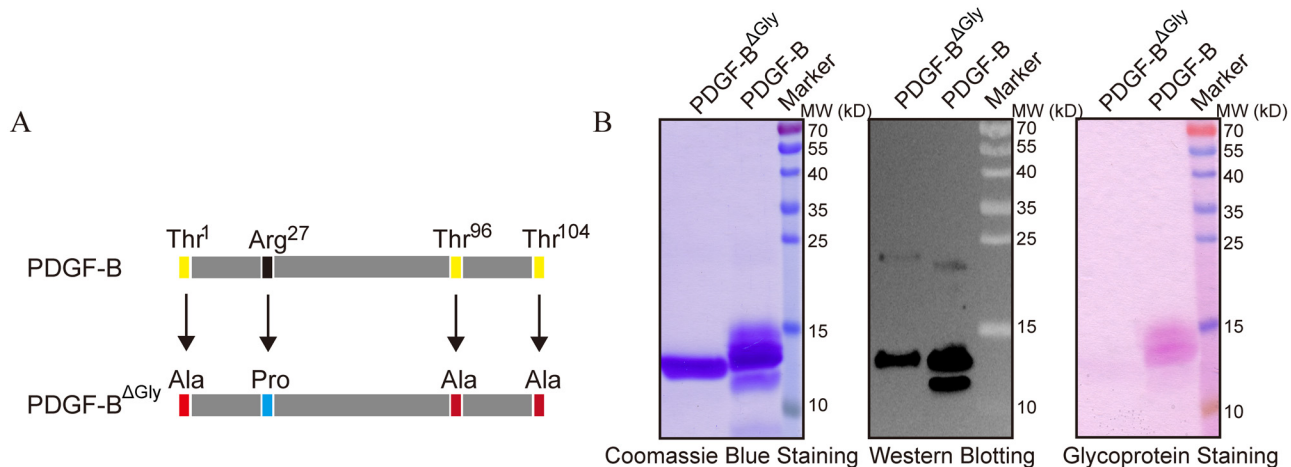 A
Thr1 Arg27 Thr96 Thr104
PDGF-B
Ala Pro Ala Ala
PDGF-BΔGly
B
PDGF-BΔGly PDGF-B Marker
MW (kD)
70
55
40
35
25
15
10
Coomassie Blue Staining
PDGF-BΔGly PDGF-B Marker
MW (kD)
70
55
40
35
25
15
10
Western Blotting
PDGF-BΔGly PDGF-B Marker
MW (kD)
70
55
40
35
25
15
10
Glycoprotein Staining